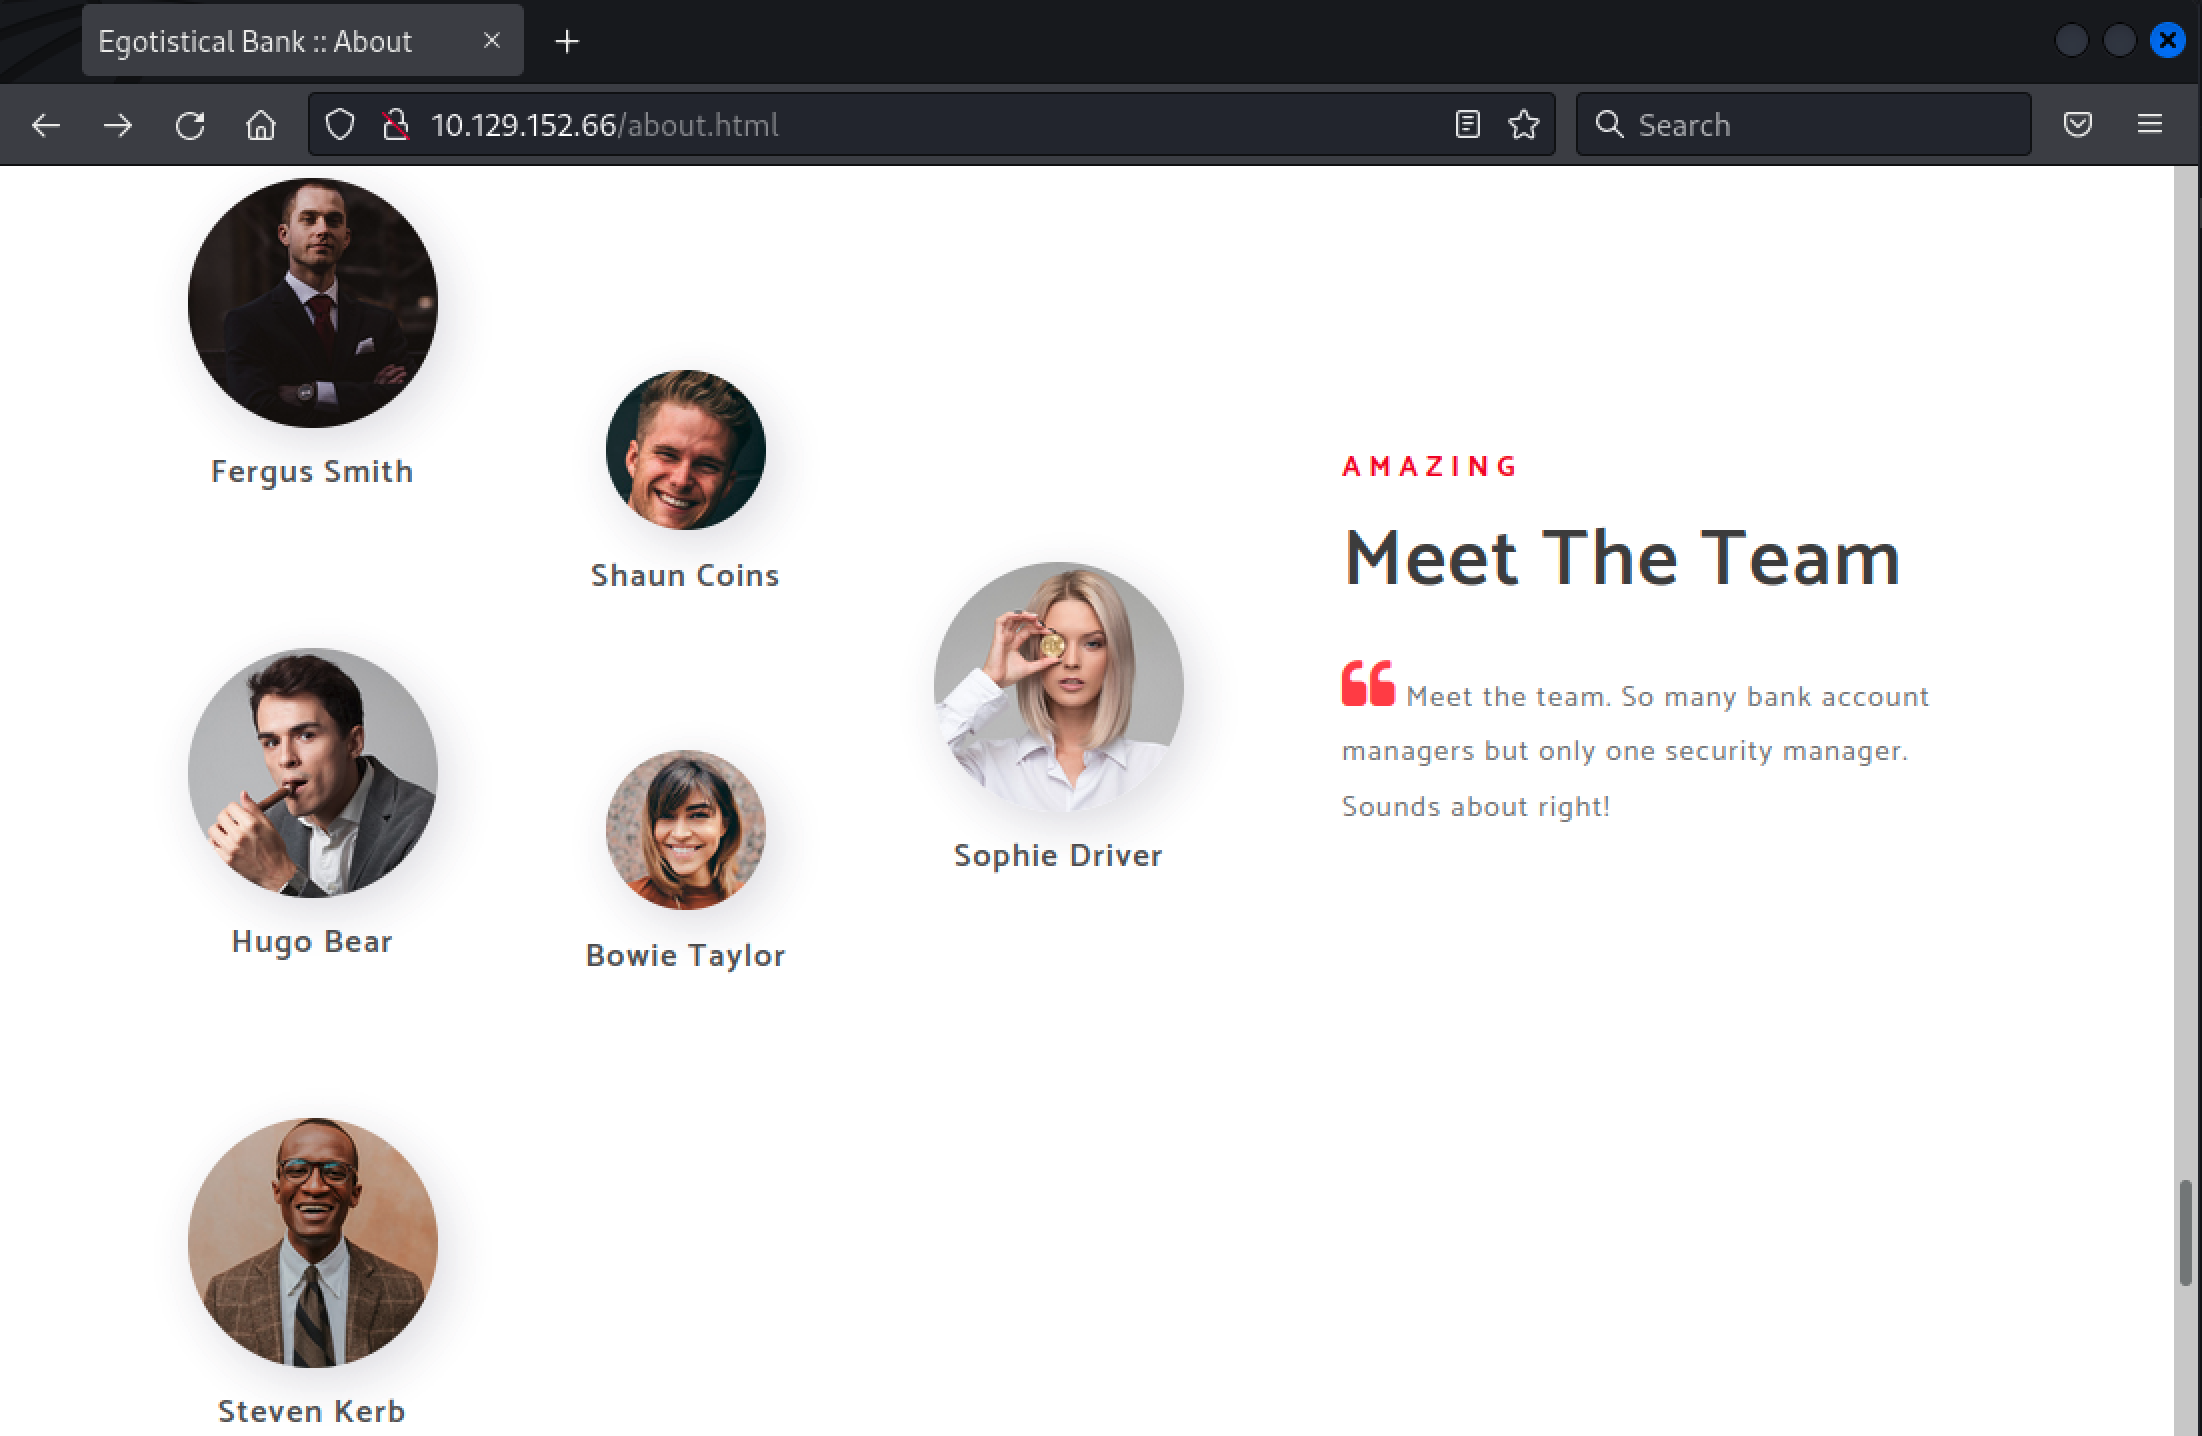 Egotistical Bank :: About
10.129.152.66/about.html
Search
Fergus Smith
Shaun Coins
Sophie Driver
Hugo Bear
Bowie Taylor
Steven Kerb
AMAZING
Meet The Team
Meet the team. So many bank account
managers but only one security manager.
Sounds about right!